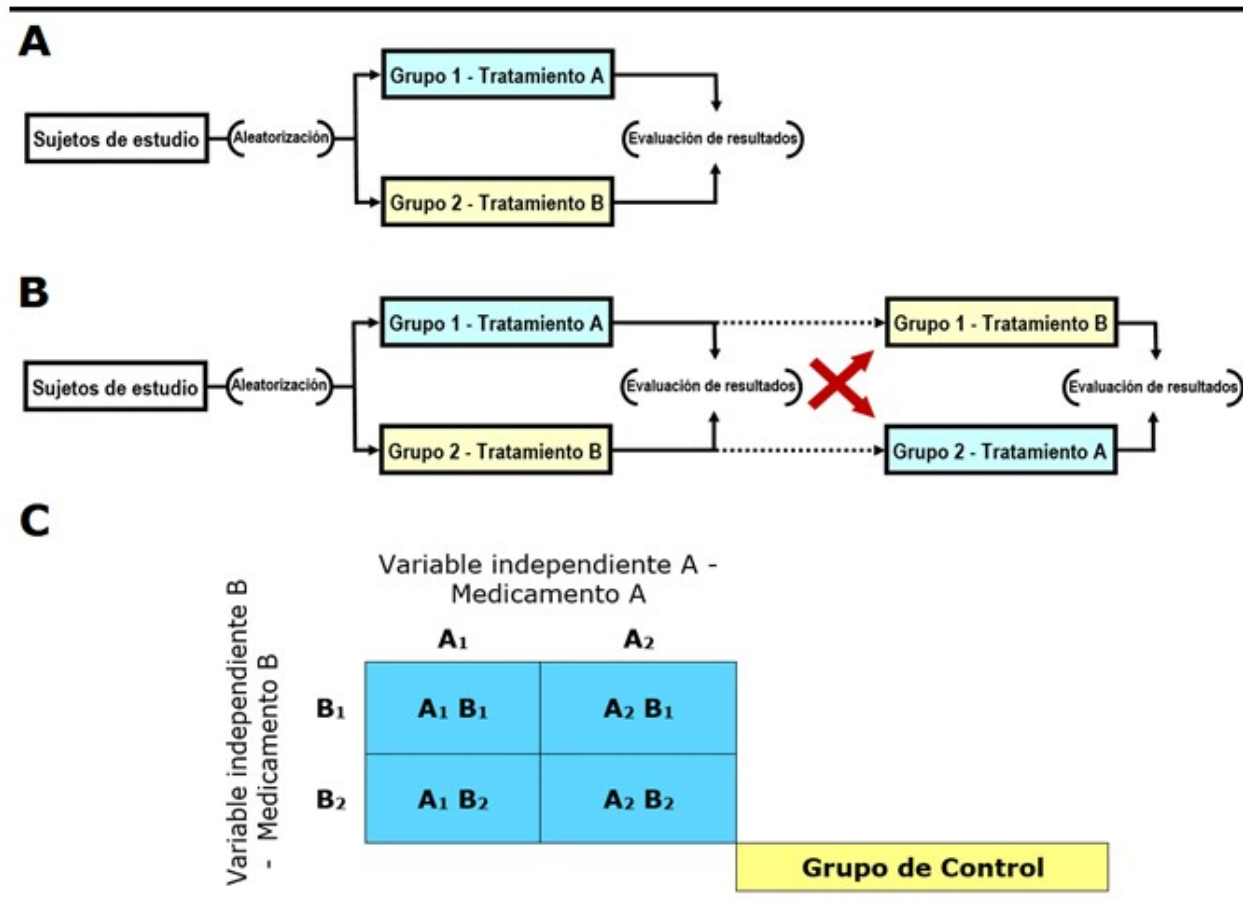 A
Grupo 1 - Tratamiento A
Sujetos de estudio
(Aleatorización)
(Evaluación de resultados)
Grupo 2 - Tratamiento B
B
Grupo 1 - Tratamiento A
Grupo 1 - Tratamiento B
Sujetos de estudio
(Aleatorización)
(Evaluación de resultados)
(Evaluación de resultados)
Grupo 2 - Tratamiento B
Grupo 2 - Tratamiento A
C
Variable independiente A -
Medicamento A
Variable independiente B
- Medicamento B
A₁
A₂
B₁
A₁ B₁
A₂ B₁
B₂
A₁ B₂
A₂ B₂
Grupo de Control